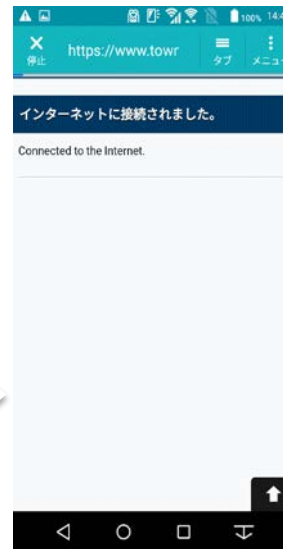 100% 14:4
https://www.towr
停止
タブ
メニュー
インターネットに接続されました。
Connected to the Internet.